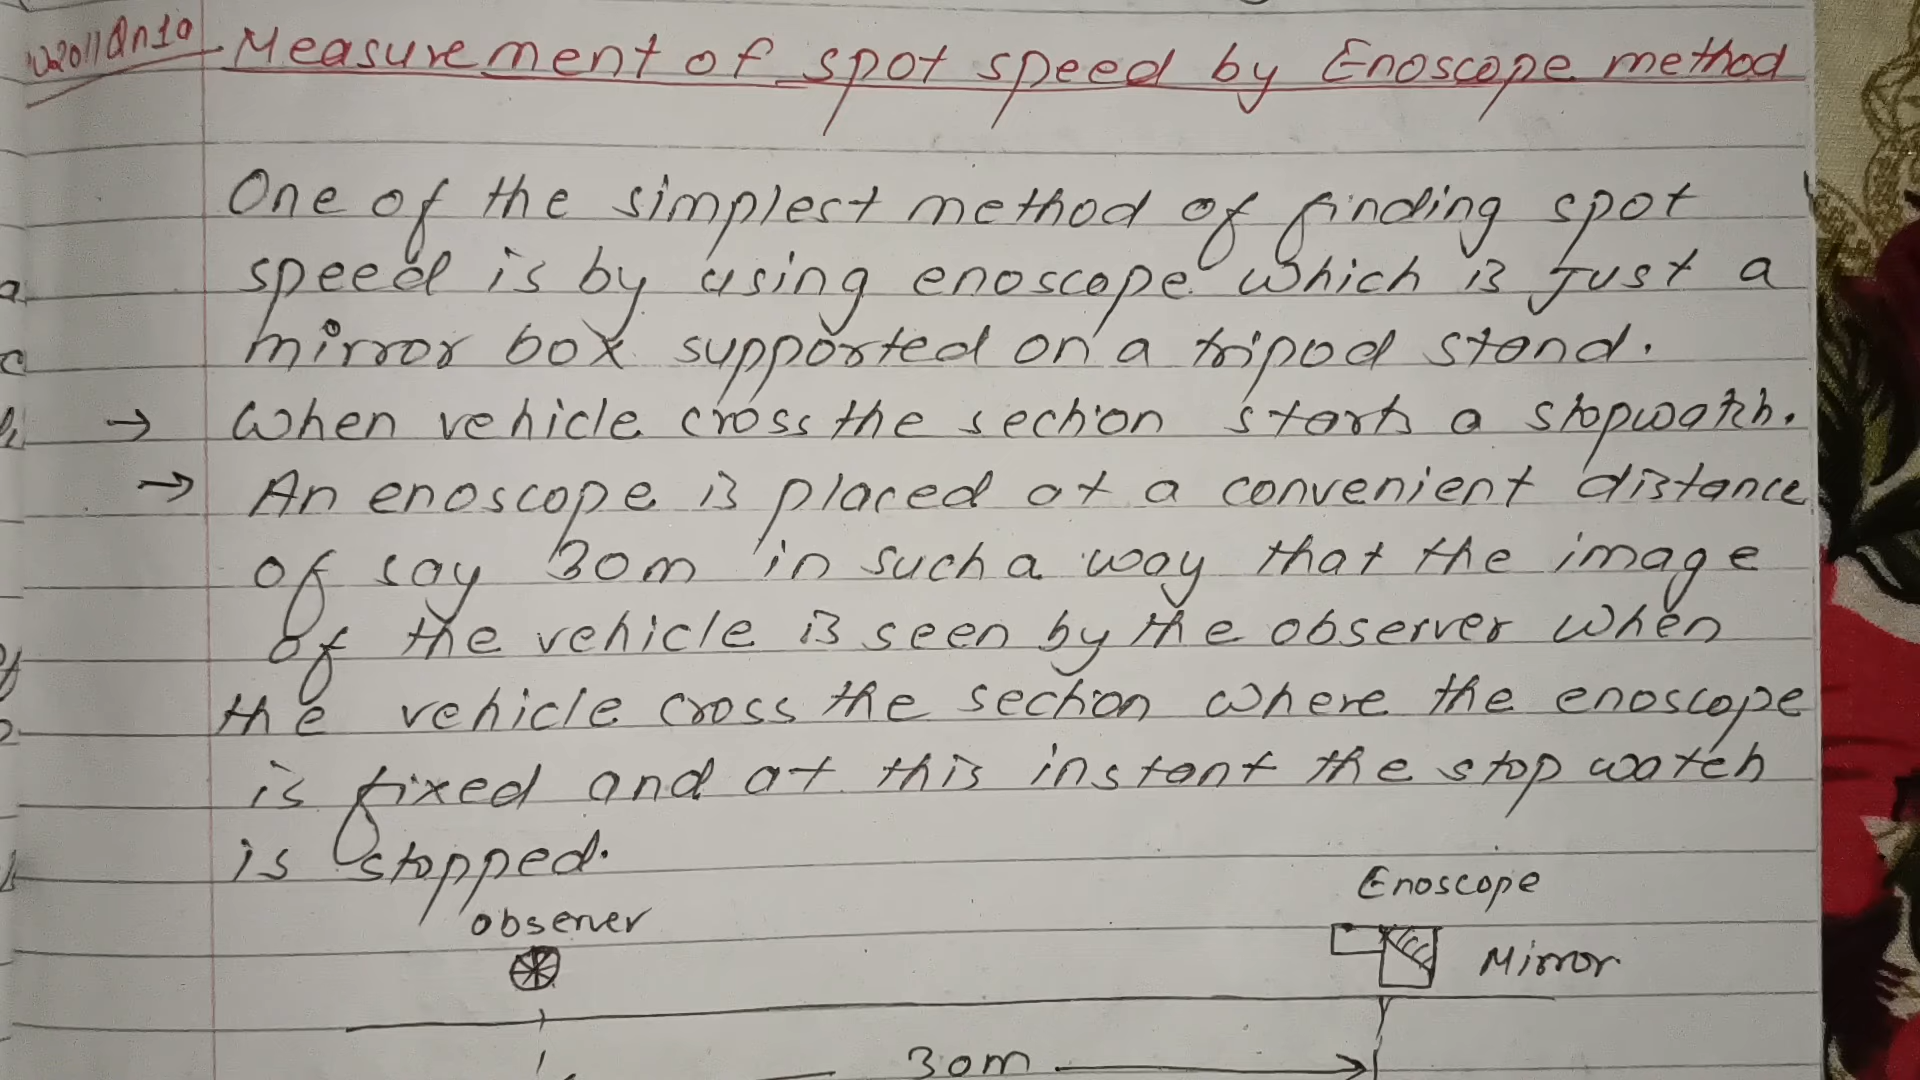 W2011 Qn 1a
Measurement of spot speed by Enoscope method
One of the simplest method of finding spot
speed is by using enoscope which is Just a
mirror box supported on a tripod stand.
→ When vehicle cross the section starts a stopwatch.
→ An enoscope is placed at a convenient distance
of say 30m in such a way that the image
of the vehicle is seen by the observer when
the vehicle cross the section where the enoscope
is fixed and at this instant the stop watch
is stopped.
Enoscope
observer
Mirror
30m